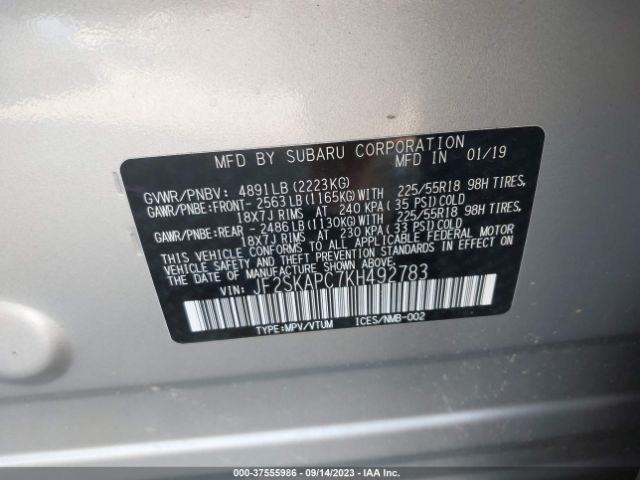 MFD BY SUBARU CORPORATION
MFD IN 01/19
GVWR/PNBV: 4891LB(2223KG)
GAWR/PNBE:FRONT- 2563LB(1165KG)WITH 225/55R18 98H TIRES,
18X7J RIMS AT 240 KPA(35 PSI)COLD
GAWR/PNBE:REAR - 2486LB(1130KG)WITH 225/55R18 98H TIRES,
18X7J RIMS AT 230 KPA(33 PSI)COLD
THIS VEHICLE CONFORMS TO ALL APPLICABLE FEDERAL MOTOR
VEHICLE SAFETY AND THEFT PREVENTION STANDARDS IN EFFECT ON
THE DATE OF MANUFACTURE SHOWN ABOVE.
VIN: JF2SKAPC7KH492783
TYPE:MPV/VTUM ICES/NMB-002
000-37555986 - 09/14/2023 - IAA Inc.